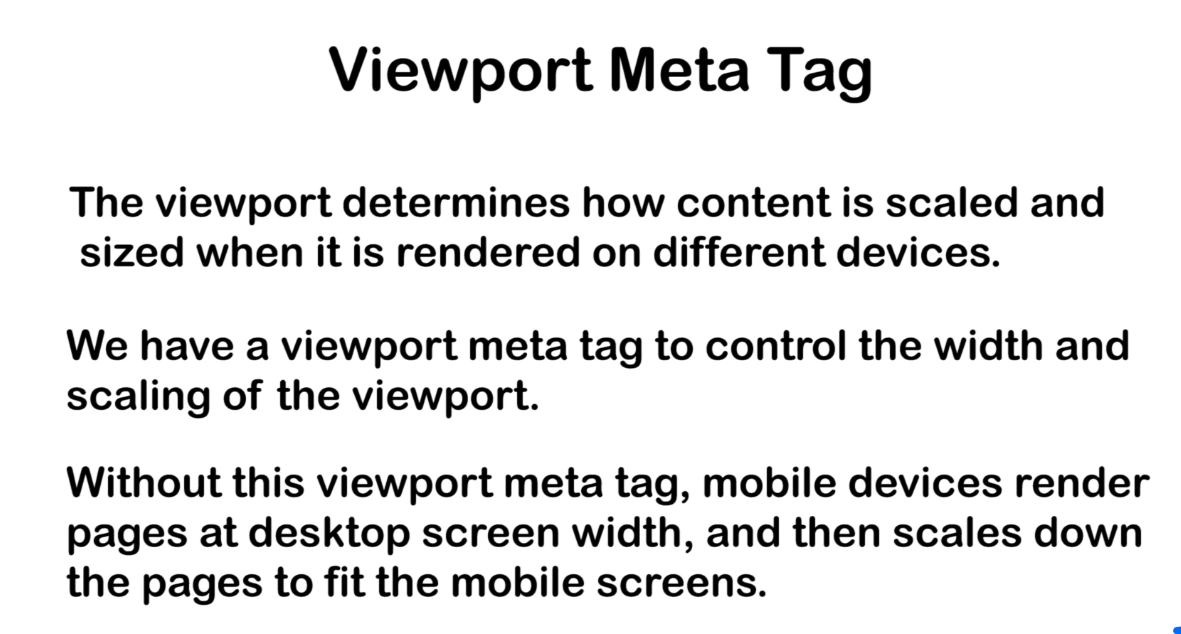 Viewport Meta Tag
The viewport determines how content is scaled and
sized when it is rendered on different devices.
We have a viewport meta tag to control the width and
scaling of the viewport.
Without this viewport meta tag, mobile devices render
pages at desktop screen width, and then scales down
the pages to fit the mobile screens.